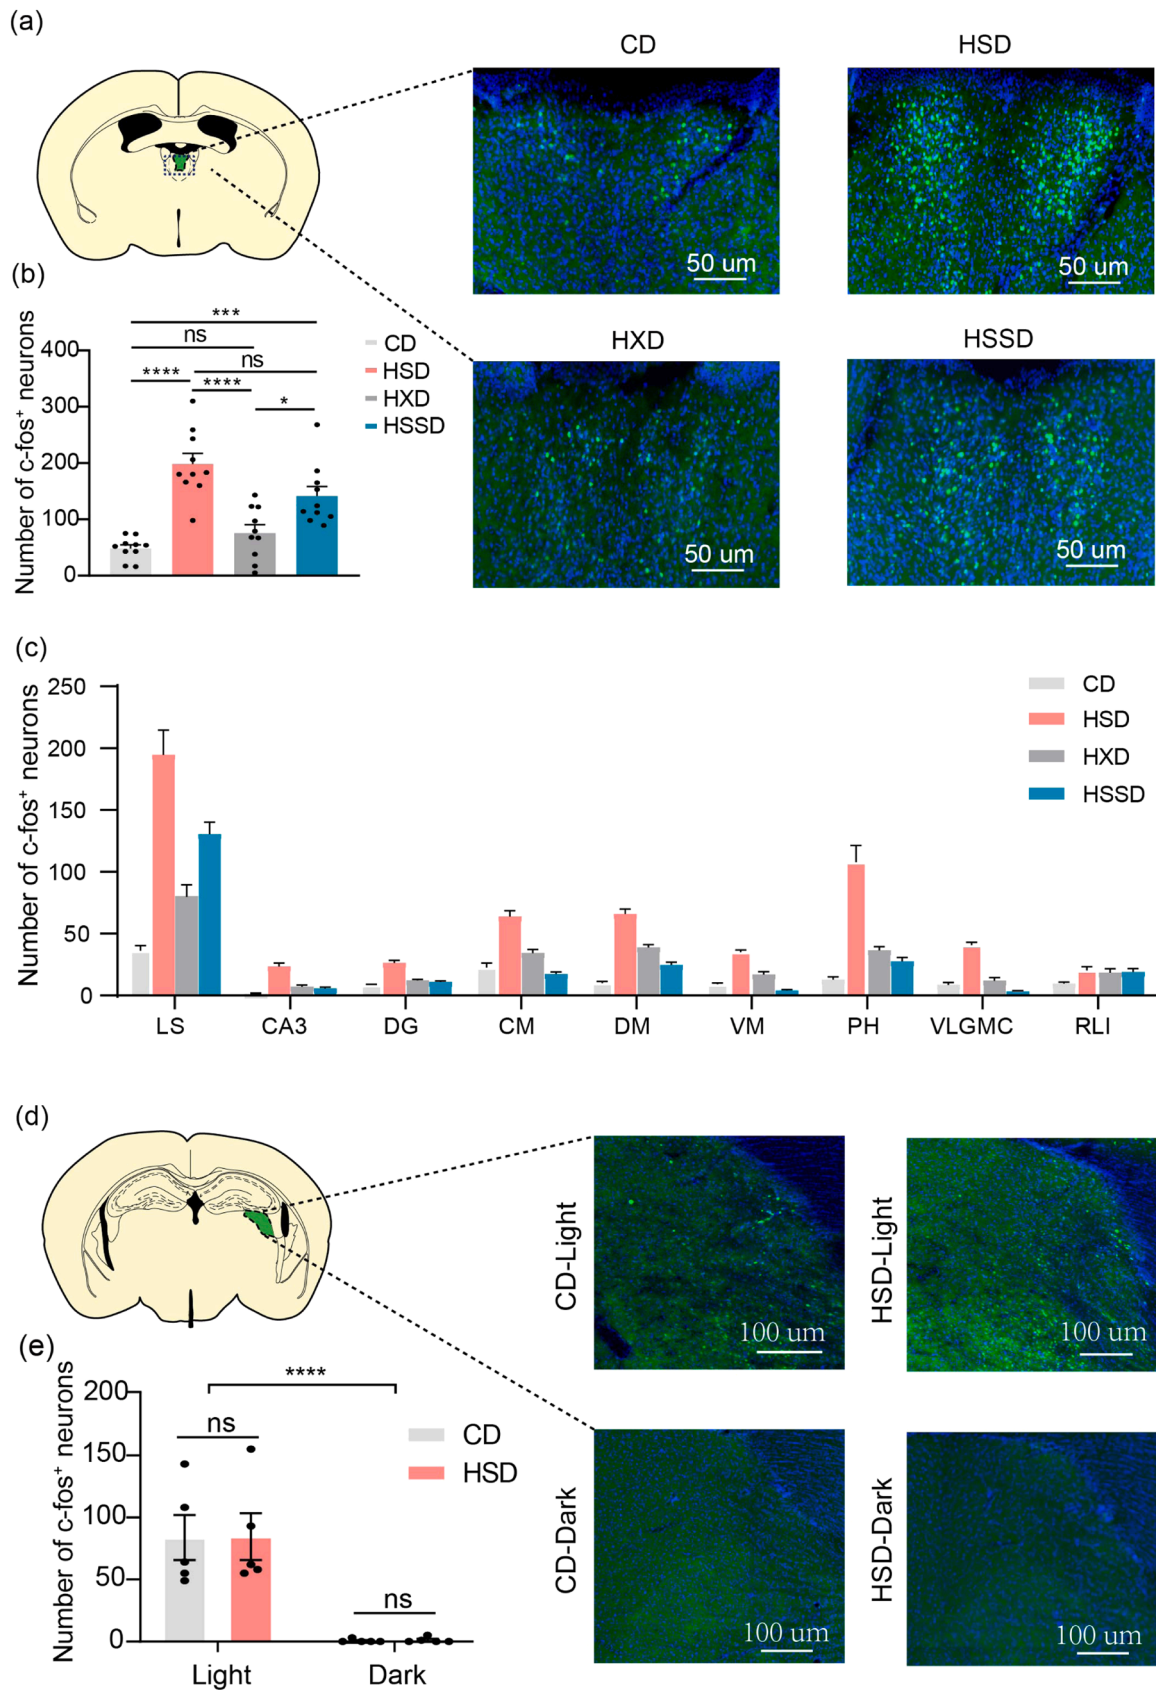 (a)
CD
HSD
50 um
50 um
HXD
HSSD
50 um
50 um
(b)
Number of c-fos⁺ neurons
400
300
200
100
0
***
ns
ns
****
****
*
CD
HSD
HXD
HSSD
(c)
Number of c-fos⁺ neurons
250
200
150
100
50
0
LS
CA3
DG
CM
DM
VM
PH
VLGMC
RLI
CD
HSD
HXD
HSSD
(d)
CD-Light
HSD-Light
100 um
100 um
CD-Dark
HSD-Dark
100 um
100 um
(e)
Number of c-fos⁺ neurons
200
150
100
50
0
****
ns
ns
CD
HSD
Light
Dark